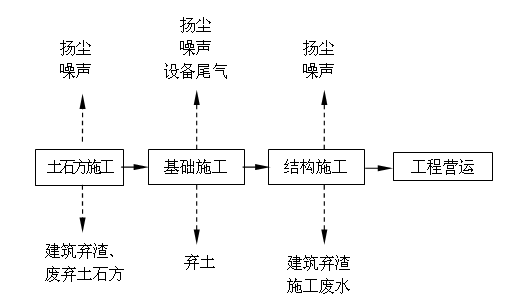 扬尘
噪声
扬尘
噪声
设备尾气
扬尘
噪声
土石方施工
基础施工
结构施工
工程营运
建筑弃渣、
废弃土石方
弃土
建筑弃渣
施工废水